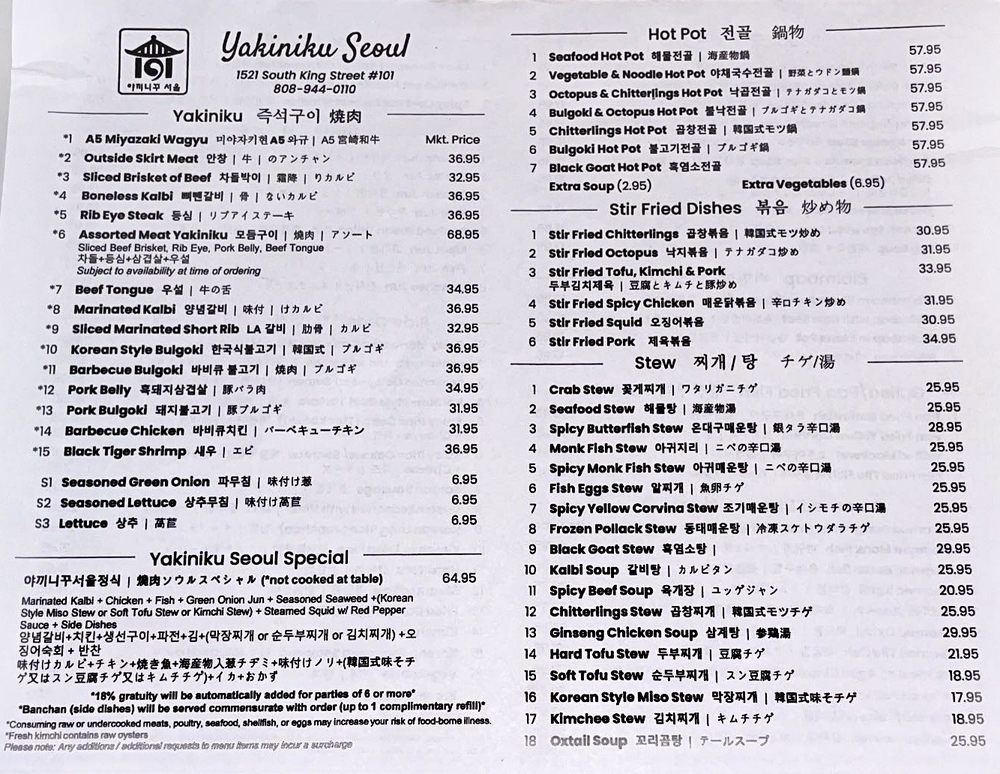 야끼니꾸 서울
Yakiniku Seoul
1521 South King Street #101
808-944-0110
Yakiniku 즉석구이 焼肉
*1 A5 Miyazaki Wagyu 미야자키현 A5 와규 | A5 宮崎和牛 Mkt. Price
*2 Outside Skirt Meat 안창 | 牛 | のアンチャン 36.95
*3 Sliced Brisket of Beef 차돌박이 | 霜降 | りカルビ 32.95
*4 Boneless Kalbi 뼈뺀갈비 | 骨 | ないカルビ 36.95
*5 Rib Eye Steak 등심 | リブアイステーキ 36.95
*6 Assorted Meat Yakiniku 모듬구이 | 燒肉 | アソート 68.95
Sliced Beef Brisket, Rib Eye, Pork Belly, Beef Tongue
차돌+등심+삼겹살+우설
Subject to availability at time of ordering
*7 Beef Tongue 우설 | 牛の舌 34.95
*8 Marinated Kalbi 양념갈비 | 味付 | けカルビ 36.95
*9 Sliced Marinated Short Rib LA 갈비 | 肋骨 | カルビ 32.95
*10 Korean Style Bulgoki 한국식불고기 | 韓国式 | プルゴギ 36.95
*11 Barbecue Bulgoki 바비큐 불고기 | 燒肉 | プルゴギ 36.95
*12 Pork Belly 흑돼지삼겹살 | 豚バラ肉 34.95
*13 Pork Bulgoki 돼지불고기 | 豚プルゴギ 31.95
*14 Barbecue Chicken 바비큐치킨 | バーベキューチキン 31.95
*15 Black Tiger Shrimp 새우 | エビ 36.95
S1 Seasoned Green Onion 파무침 | 味付け葱 6.95
S2 Seasoned Lettuce 상추무침 | 味付け萵苣 6.95
S3 Lettuce 상추 | 萵苣 6.95
Yakiniku Seoul Special
야끼니꾸서울정식 | 燒肉ソウルスペシャル (*not cooked at table) 64.95
Marinated Kalbi + Chicken + Fish + Green Onion Jun + Seasoned Seaweed +(Korean
Style Miso Stew or Soft Tofu Stew or Kimchi Stew) + Steamed Squid w/ Red Pepper
Sauce + Side Dishes
양념갈비+치킨+생선구이+파전+김+(막장찌개 or 순두부찌개 or 김치찌개) +오
징어숙회 + 반찬
味付けカルビ+チキン+焼き魚+海産物入葱チヂミ+味付けノリ+(韓国式味そチ
ゲ又はスン豆腐チゲ又はキムチチゲ)+イカ+おかず
*18% gratuity will be automatically added for parties of 6 or more*
*Banchan (side dishes) will be served commensurate with order (up to 1 complimentary refill)*
*Consuming raw or undercooked meats, poultry, seafood, shellfish, or eggs may increase your risk of food-borne illness.
*Fresh kimchi contains raw oysters
Please note: Any additions / additional requests to menu items may incur a surcharge
Hot Pot 전골 鍋物
1 Seafood Hot Pot 해물전골 | 海産物鍋 57.95
2 Vegetable & Noodle Hot Pot 야채국수전골 | 野菜とウドン麺鍋 57.95
3 Octopus & Chitterlings Hot Pot 낙곱전골 | テナガダコとモツ鍋 57.95
4 Bulgoki & Octopus Hot Pot 불낙전골 | プルゴギとテナガダコ鍋 57.95
5 Chitterlings Hot Pot 곱창전골 | 韓国式モツ鍋 57.95
6 Bulgoki Hot Pot 불고기전골 | プルゴギ鍋 57.95
7 Black Goat Hot Pot 흑염소전골 57.95
Extra Soup (2.95) Extra Vegetables (6.95)
Stir Fried Dishes 볶음 炒め物
1 Stir Fried Chitterlings 곱창볶음 | 韓国式モツ炒め 30.95
2 Stir Fried Octopus 낙지볶음 | テナガダコ炒め 31.95
3 Stir Fried Tofu, Kimchi & Pork 33.95
두부김치제육 | 豆腐とキムチと豚炒め
4 Stir Fried Spicy Chicken 매운닭볶음 | 辛口チキン炒め 31.95
5 Stir Fried Squid 오징어볶음 30.95
6 Stir Fried Pork 제육볶음 34.95
Stew 찌개/탕 チゲ/湯
1 Crab Stew 꽃게찌개 | ワタリガニチゲ 25.95
2 Seafood Stew 해물탕 | 海産物湯 25.95
3 Spicy Butterfish Stew 은대구매운탕 | 銀タラ辛口湯 28.95
4 Monk Fish Stew 아귀지리 | ニベの辛口湯 25.95
5 Spicy Monk Fish Stew 아귀매운탕 | ニベの辛口湯 25.95
6 Fish Eggs Stew 알찌개 | 魚卵チゲ 25.95
7 Spicy Yellow Corvina Stew 조기매운탕 | イシモチの辛口湯 25.95
8 Frozen Pollack Stew 동태매운탕 | 冷凍スケトウダラチゲ 25.95
9 Black Goat Stew 흑염소탕 | 29.95
10 Kalbi Soup 갈비탕 | カルビタン 25.95
11 Spicy Beef Soup 육개장 | ユッゲジャン 20.95
12 Chitterlings Stew 곱창찌개 | 韓国式モツチゲ 25.95
13 Ginseng Chicken Soup 삼계탕 | 参鶏湯 29.95
14 Hard Tofu Stew 두부찌개 | 豆腐チゲ 21.95
15 Soft Tofu Stew 순두부찌개 | スン豆腐チゲ 18.95
16 Korean Style Miso Stew 막장찌개 | 韓国式味そチゲ 17.95
17 Kimchee Stew 김치찌개 | キムチチゲ 18.95
18 Oxtail Soup 꼬리곰탕 | テールスープ 25.95